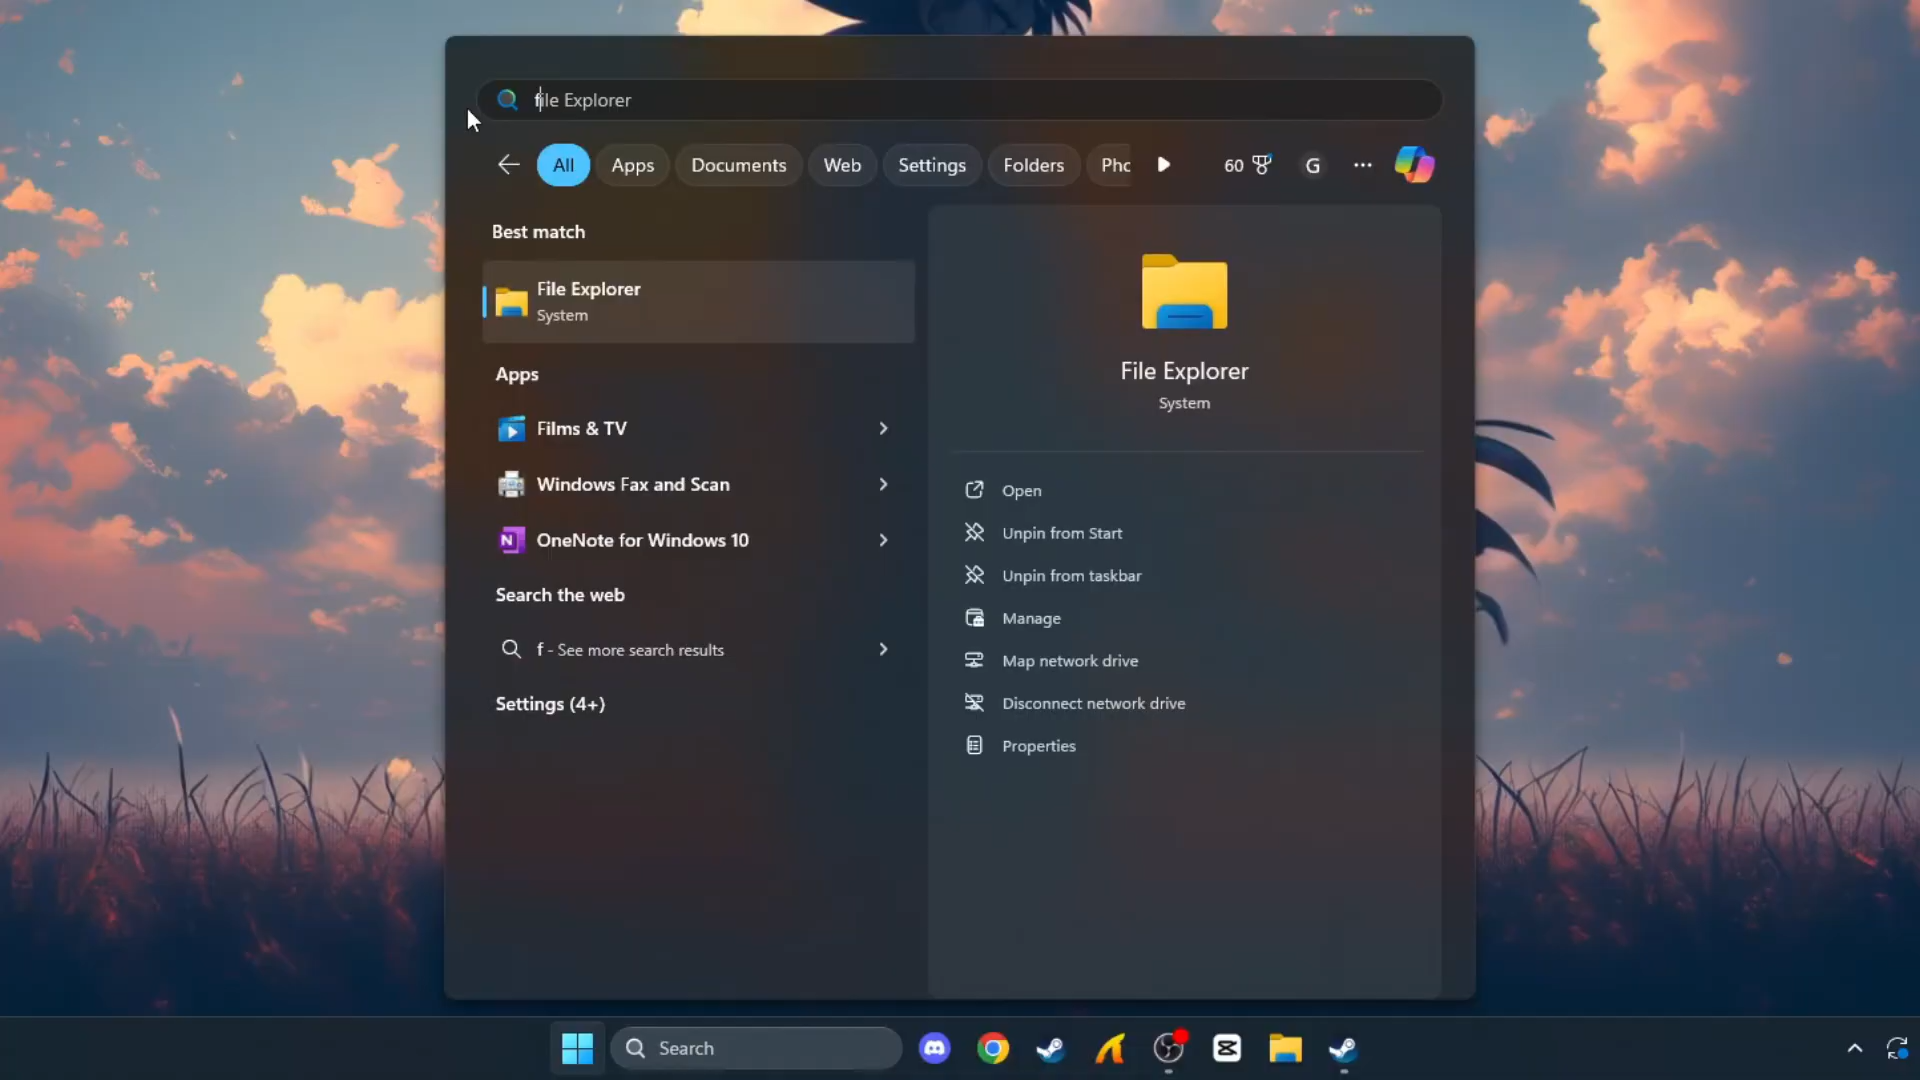 file Explorer
All
Apps
Documents
Web
Settings
Folders
Phc
60
G
Best match
File Explorer
System
Apps
Films & TV
Windows Fax and Scan
OneNote for Windows 10
Search the web
f - See more search results
Settings (4+)
File Explorer
System
Open
Unpin from Start
Unpin from taskbar
Manage
Map network drive
Disconnect network drive
Properties
Search